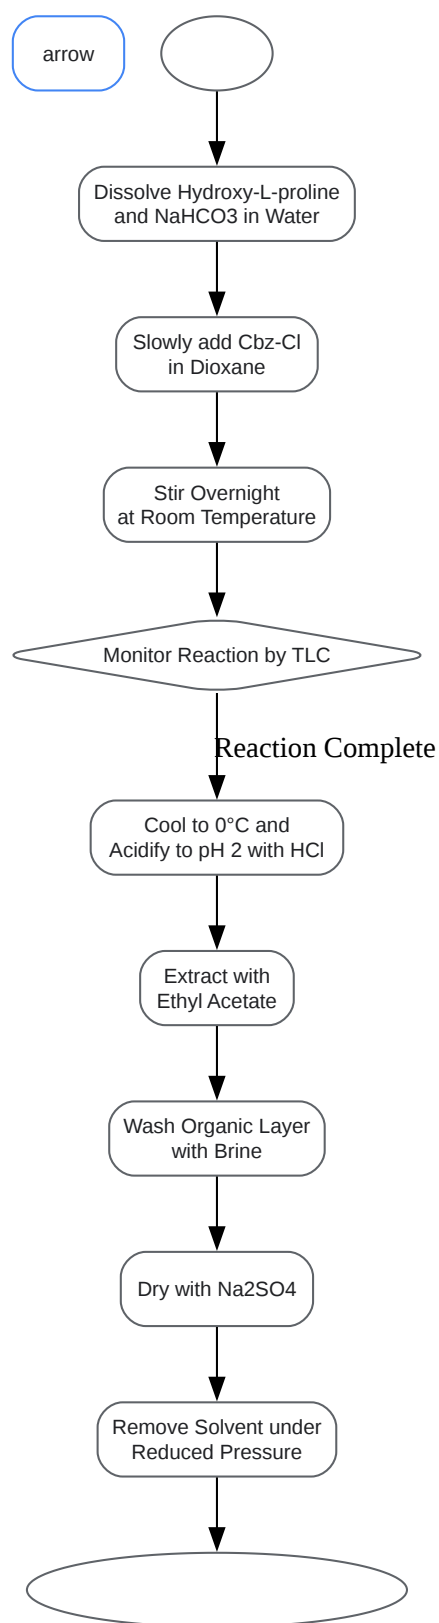 arrow
Dissolve Hydroxy-L-proline
and NaHCO3 in Water
Slowly add Cbz-Cl
in Dioxane
Stir Overnight
at Room Temperature
Monitor Reaction by TLC
Reaction Complete
Cool to 0°C and
Acidify to pH 2 with HCl
Extract with
Ethyl Acetate
Wash Organic Layer
with Brine
Dry with Na2SO4
Remove Solvent under
Reduced Pressure